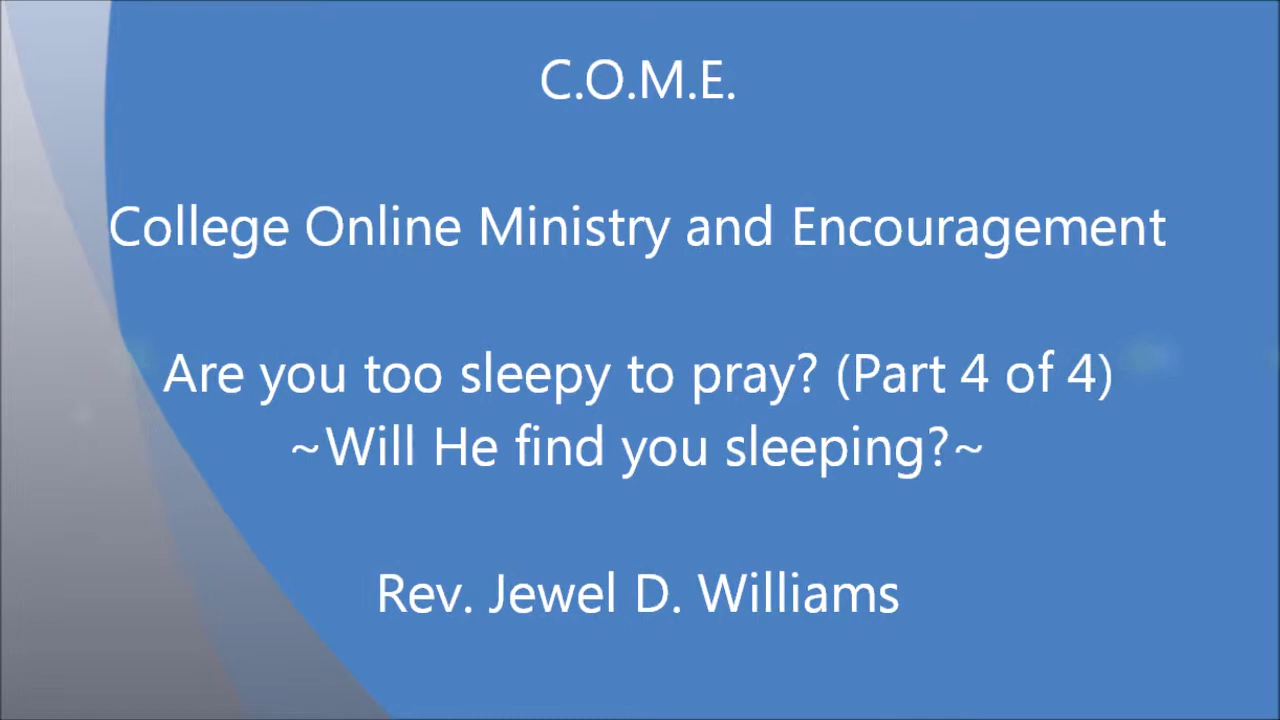 C.O.M.E.
College Online Ministry and Encouragement
Are you too sleepy to pray? (Part 4 of 4)
~Will He find you sleeping?~
Rev. Jewel D. Williams